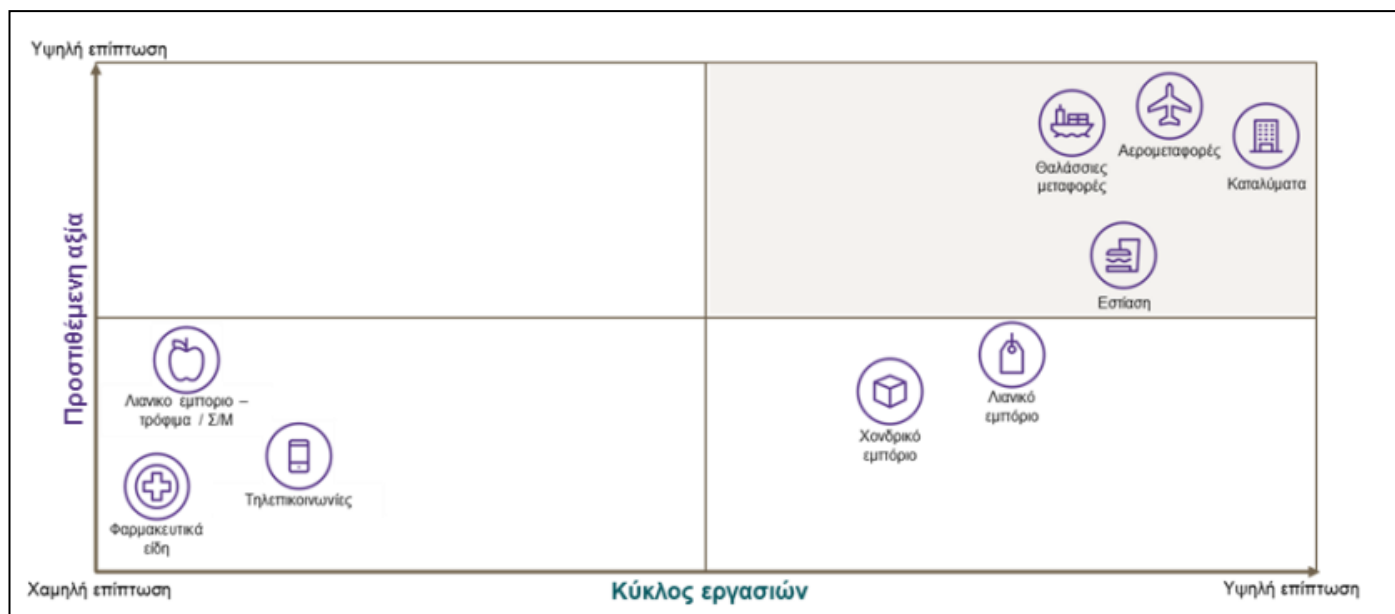 Υψηλή επίπτωση
Προστιθέμενη αξία
Θαλάσσιες
μεταφορές
Αερομεταφορές
Καταλύματα
Εστίαση
Λιανικο εμποριο –
τρόφιμα / Σ/Μ
Τηλεπικοινωνίες
Φαρμακευτικά
είδη
Χονδρικό
εμπόριο
Λιανικό
εμπόριο
Χαμηλή επίπτωση
Κύκλος εργασιών
Υψηλή επίπτωση